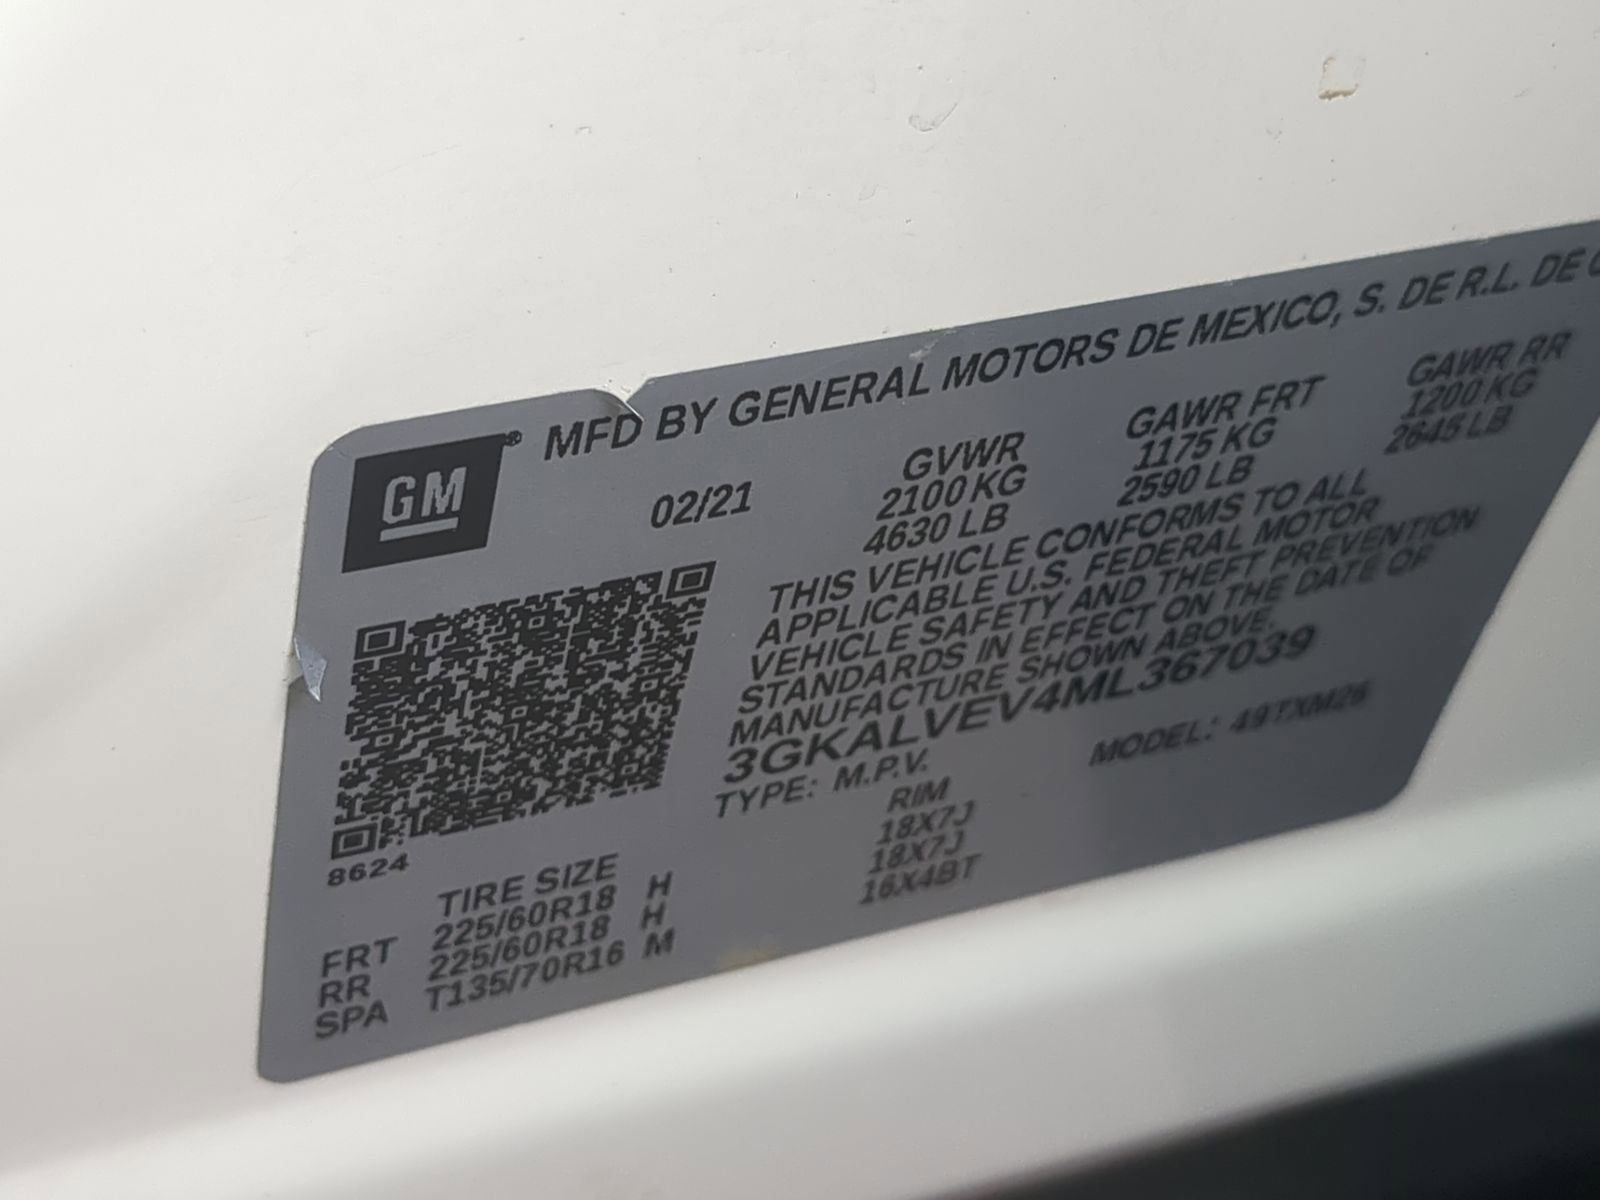 GM ® MFD BY GENERAL MOTORS DE MEXICO, S. DE R.L. DE
02/21
GVWR GAWR FRT GAWR RR
2100 KG 1175 KG 1200 KG
4630 LB 2590 LB 2645 LB
THIS VEHICLE CONFORMS TO ALL
APPLICABLE U.S. FEDERAL MOTOR
VEHICLE SAFETY AND THEFT PREVENTION
STANDARDS IN EFFECT ON THE DATE OF
MANUFACTURE SHOWN ABOVE.
3GKALVEV4ML367039
TYPE: M.P.V. MODEL: 49TXM26
8624
TIRE SIZE RIM
FRT 225/60R18 H 18X7J
RR 225/60R18 H 18X7J
SPA T135/70R16 M 16X4BT